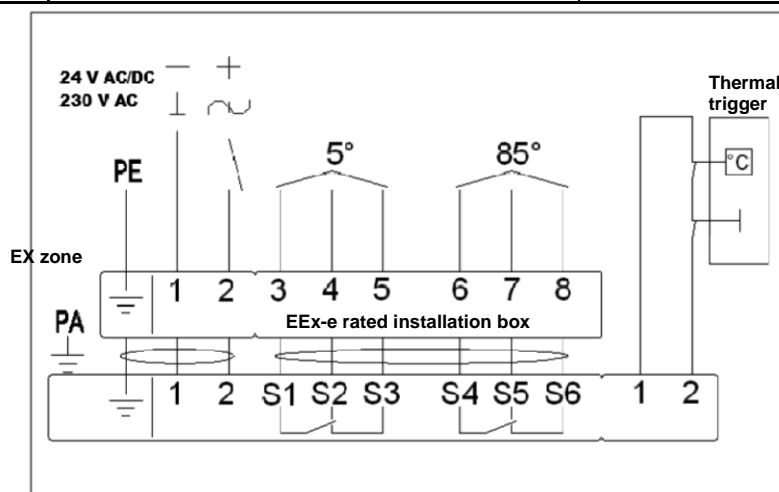 24 V AC/DC − +
230 V AC
Thermal
trigger
°C
5° 85°
PE
EX zone
1 2 3 4 5 6 7 8
EEx-e rated installation box
PA
1 2 S1 S2 S3 S4 S5 S6 1 2